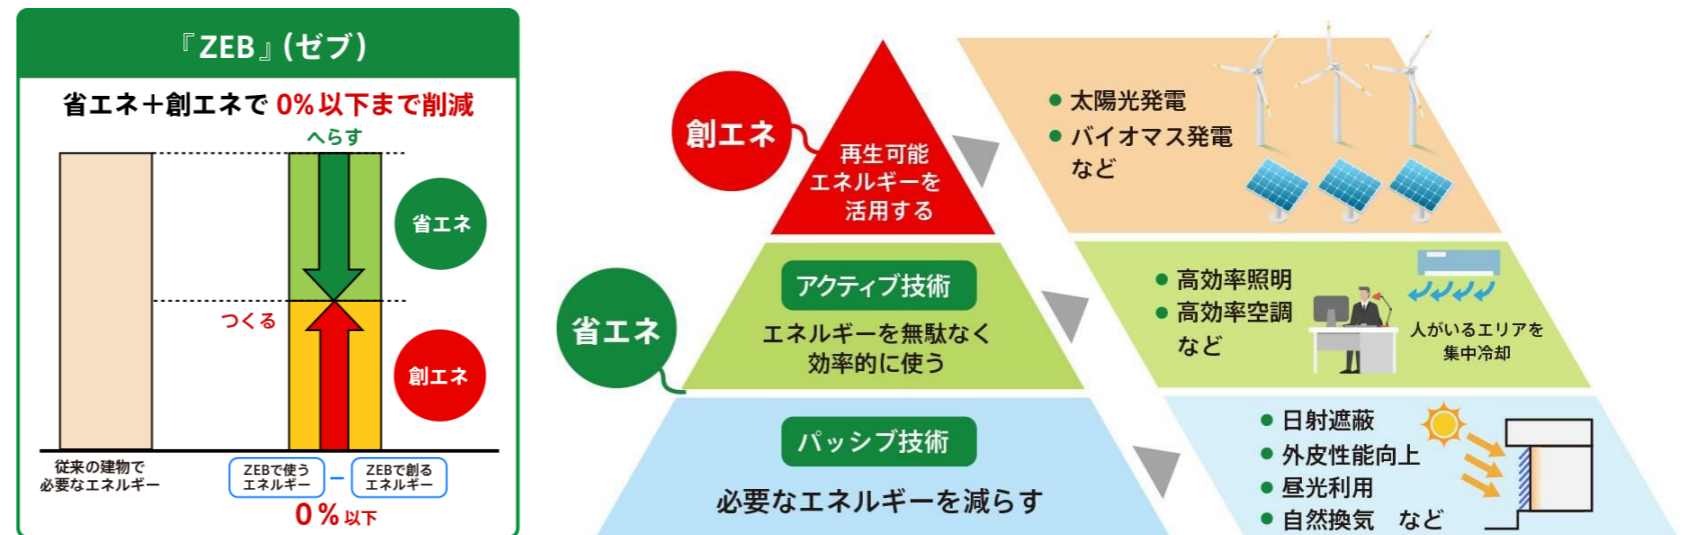 『ZEB』(ゼブ)
省エネ＋創エネで 0%以下まで削減
へらす
省エネ
つくる
創エネ
従来の建物で
必要なエネルギー
ZEBで使う
エネルギー
−
ZEBで創る
エネルギー
0%以下
創エネ
再生可能
エネルギーを
活用する
● 太陽光発電
● バイオマス発電
など
省エネ
アクティブ技術
エネルギーを無駄なく
効率的に使う
● 高効率照明
● 高効率空調
など
人がいるエリアを
集中冷却
パッシブ技術
必要なエネルギーを減らす
● 日射遮蔽
● 外皮性能向上
● 昼光利用
● 自然換気 など